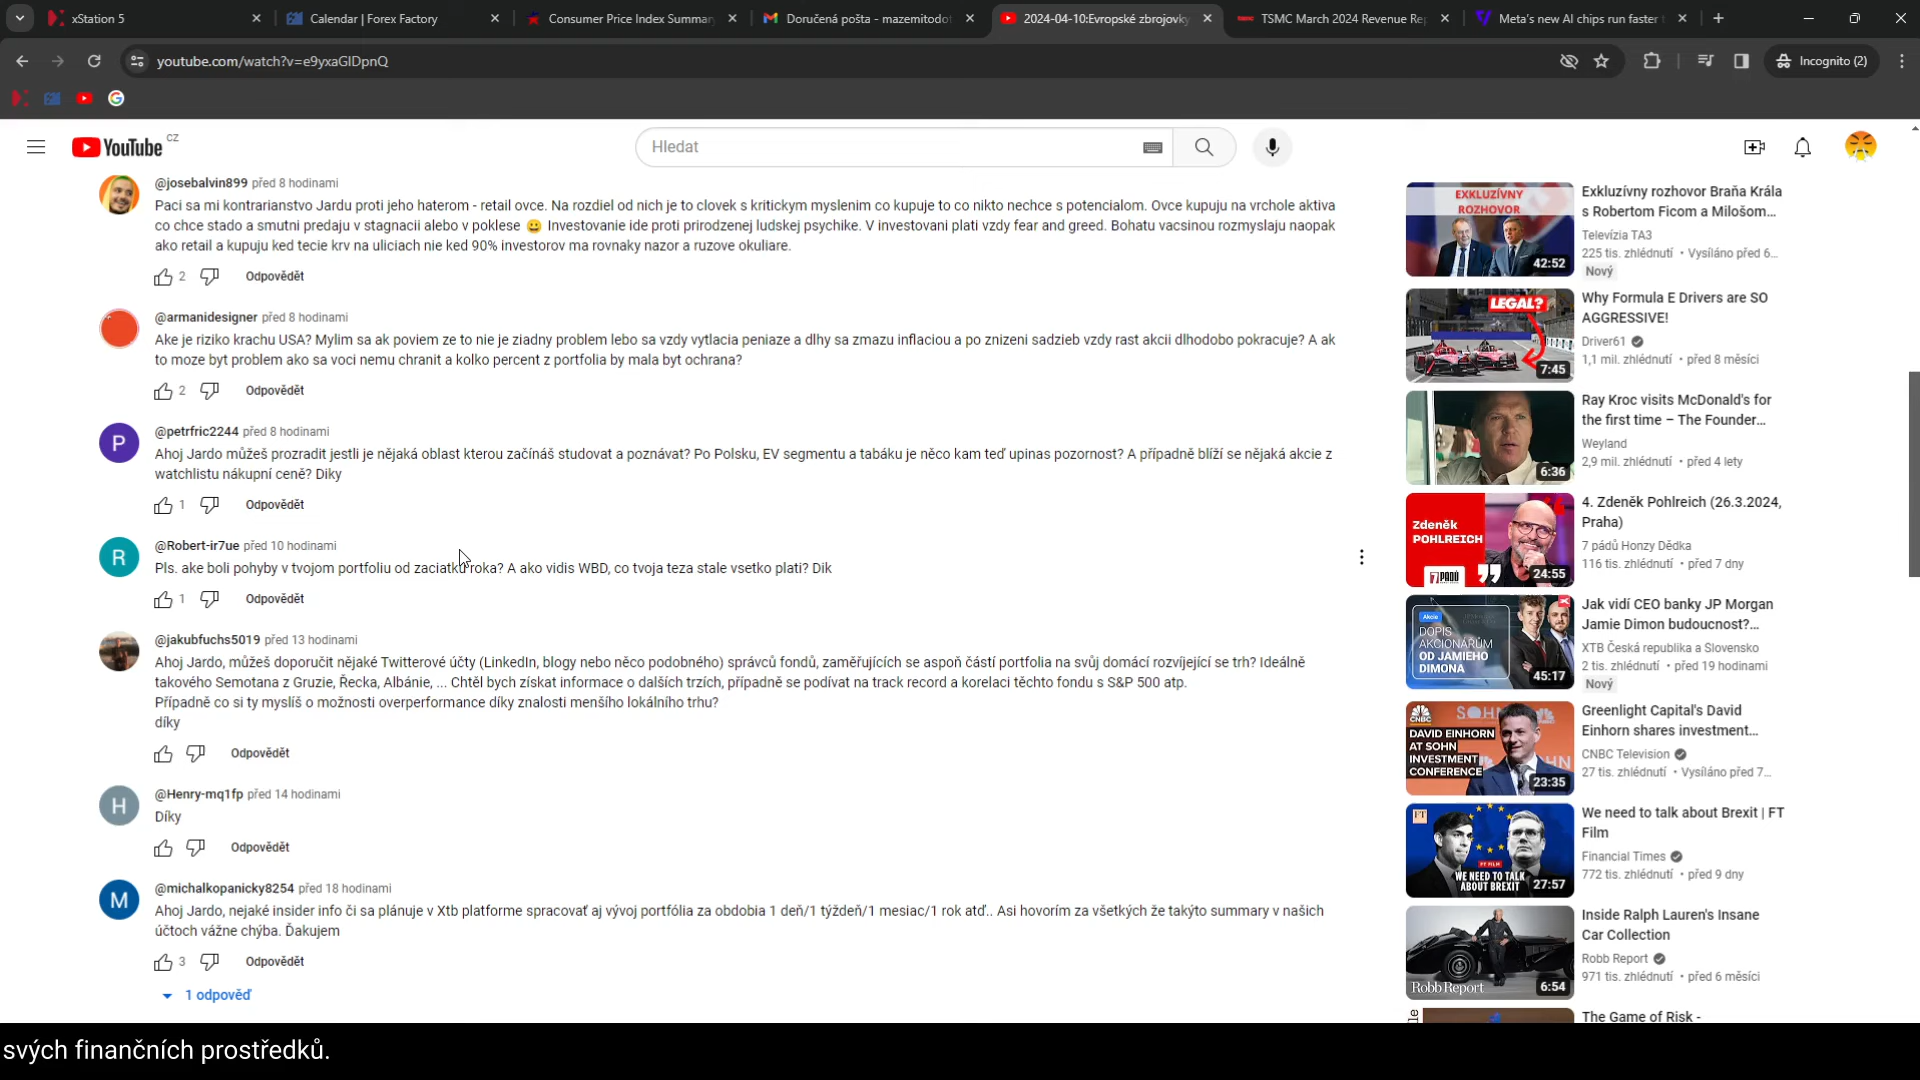 xStation 5
Calendar | Forex Factory
Consumer Price Index Summar
Doručená pošta - mazemitodo
2024-04-10:Evropské zbrojovky
TSMC March 2024 Revenue Re
Meta's new AI chips run faster
youtube.com/watch?v=e9yxaGlDpnQ
Incognito (2)
YouTube CZ
Hledat
@josebalvin899 před 8 hodinami
Paci sa mi kontrarianstvo Jardu proti jeho haterom - retail ovce. Na rozdiel od nich je to clovek s kritickym myslenim co kupuje to co nikto nechce s potencialom. Ovce kupuju na vrchole aktiva
co chce stado a smutni predaju v stagnacii alebo v poklese 😀 Investovanie ide proti prirodzenej ludskej psychike. V investovani plati vzdy fear and greed. Bohatu vacsinou rozmyslaju naopak
ako retail a kupuju ked tecie krv na uliciach nie ked 90% investorov ma rovnaky nazor a ruzove okuliare.
2 Odpovědět
@armanidesigner před 8 hodinami
Ake je riziko krachu USA? Mylim sa ak poviem ze to nie je ziadny problem lebo sa vzdy vytlacia peniaze a dlhy sa zmazu inflaciou a po znizeni sadzieb vzdy rast akcii dlhodobo pokracuje? A ak
to moze byt problem ako sa voci nemu chranit a kolko percent z portfolia by mala byt ochrana?
2 Odpovědět
P
@petrfric2244 před 8 hodinami
Ahoj Jardo můžeš prozradit jestli je nějaká oblast kterou začínáš studovat a poznávat? Po Polsku, EV segmentu a tabáku je něco kam teď upinas pozornost? A případně blíží se nějaká akcie z
watchlistu nákupní ceně? Diky
1 Odpovědět
R
@Robert-ir7ue před 10 hodinami
Pls. ake boli pohyby v tvojom portfoliu od zaciatku roka? A ako vidis WBD, co tvoja teza stale vsetko plati? Dik
1 Odpovědět
@jakubfuchs5019 před 13 hodinami
Ahoj Jardo, můžeš doporučit nějaké Twitterové účty (LinkedIn, blogy nebo něco podobného) správců fondů, zaměřujících se aspoň částí portfolia na svůj domácí rozvíjející se trh? Ideálně
takového Semotana z Gruzie, Řecka, Albánie, ... Chtěl bych získat informace o dalších trzích, případně se podívat na track record a korelaci těchto fondu s S&P 500 atp.
Případně co si ty myslíš o možnosti overperformance díky znalosti menšího lokálního trhu?
díky
Odpovědět
H
@Henry-mq1fp před 14 hodinami
Díky
Odpovědět
M
@michalkopanicky8254 před 18 hodinami
Ahoj Jardo, nejaké insider info či sa plánuje v Xtb platforme spracovať aj vývoj portfólia za obdobia 1 deň/1 týždeň/1 mesiac/1 rok atď.. Asi hovorím za všetkých že takýto summary v našich
účtoch vážne chýba. Ďakujem
3 Odpovědět
1 odpověď
EXKLUZÍVNY
ROZHOVOR
42:52
Exkluzívny rozhovor Braňa Krála
s Robertom Ficom a Milošom...
Televízia TA3
225 tis. zhlédnutí • Vysíláno před 6...
Nový
LEGAL?
7:45
Why Formula E Drivers are SO
AGGRESSIVE!
Driver61
1,1 mil. zhlédnutí • před 8 měsíci
6:36
Ray Kroc visits McDonald's for
the first time – The Founder...
Weyland
2,9 mil. zhlédnutí • před 4 lety
Zdeněk
POHLREICH
7 PÁDŮ
24:55
4. Zdeněk Pohlreich (26.3.2024,
Praha)
7 pádů Honzy Dědka
116 tis. zhlédnutí • před 7 dny
Akcie
DOPIS
AKCIONÁRŮM
OD JAMIEHO
DIMONA
45:17
Jak vidí CEO banky JP Morgan
Jamie Dimon budoucnost?...
XTB Česká republika a Slovensko
2 tis. zhlédnutí • před 19 hodinami
Nový
CNBC
DAVID EINHORN
AT SOHN
INVESTMENT
CONFERENCE
23:35
Greenlight Capital's David
Einhorn shares investment...
CNBC Television
27 tis. zhlédnutí • Vysíláno před 7...
FT
FT FILM
WE NEED TO TALK
ABOUT BREXIT
27:57
We need to talk about Brexit | FT
Film
Financial Times
772 tis. zhlédnutí • před 9 dny
Robb Report
6:54
Inside Ralph Lauren's Insane
Car Collection
Robb Report
971 tis. zhlédnutí • před 6 měsíci
The Game of Risk -
svých finančních prostředků.